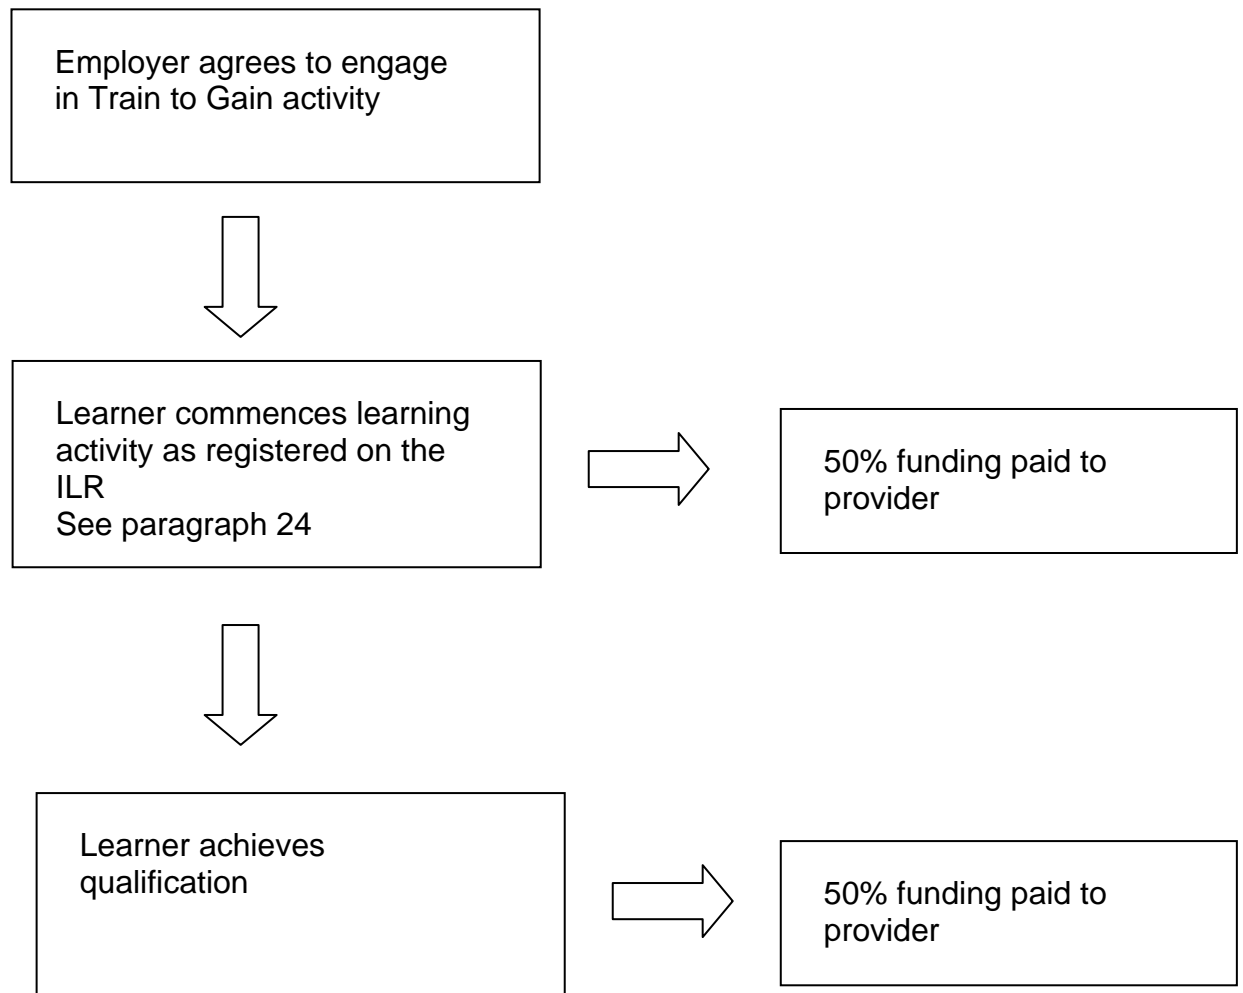 Employer agrees to engage
in Train to Gain activity
Learner commences learning
activity as registered on the
ILR
See paragraph 24
50% funding paid to
provider
Learner achieves
qualification
50% funding paid to
provider